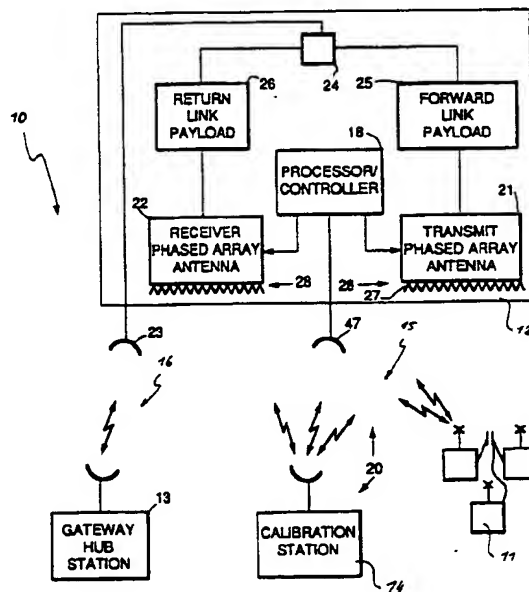 24
26
25
RETURN
LINK
PAYLOAD
FORWARD
LINK
PAYLOAD
10
18
PROCESSOR/
CONTROLLER
22
21
RECEIVER
PHASED ARRAY
ANTENNA
TRANSMIT
PHASED ARRAY
ANTENNA
28
28
27
12
23
47
15
16
20
13
GATEWAY
HUB
STATION
CALIBRATION
STATION
14
11